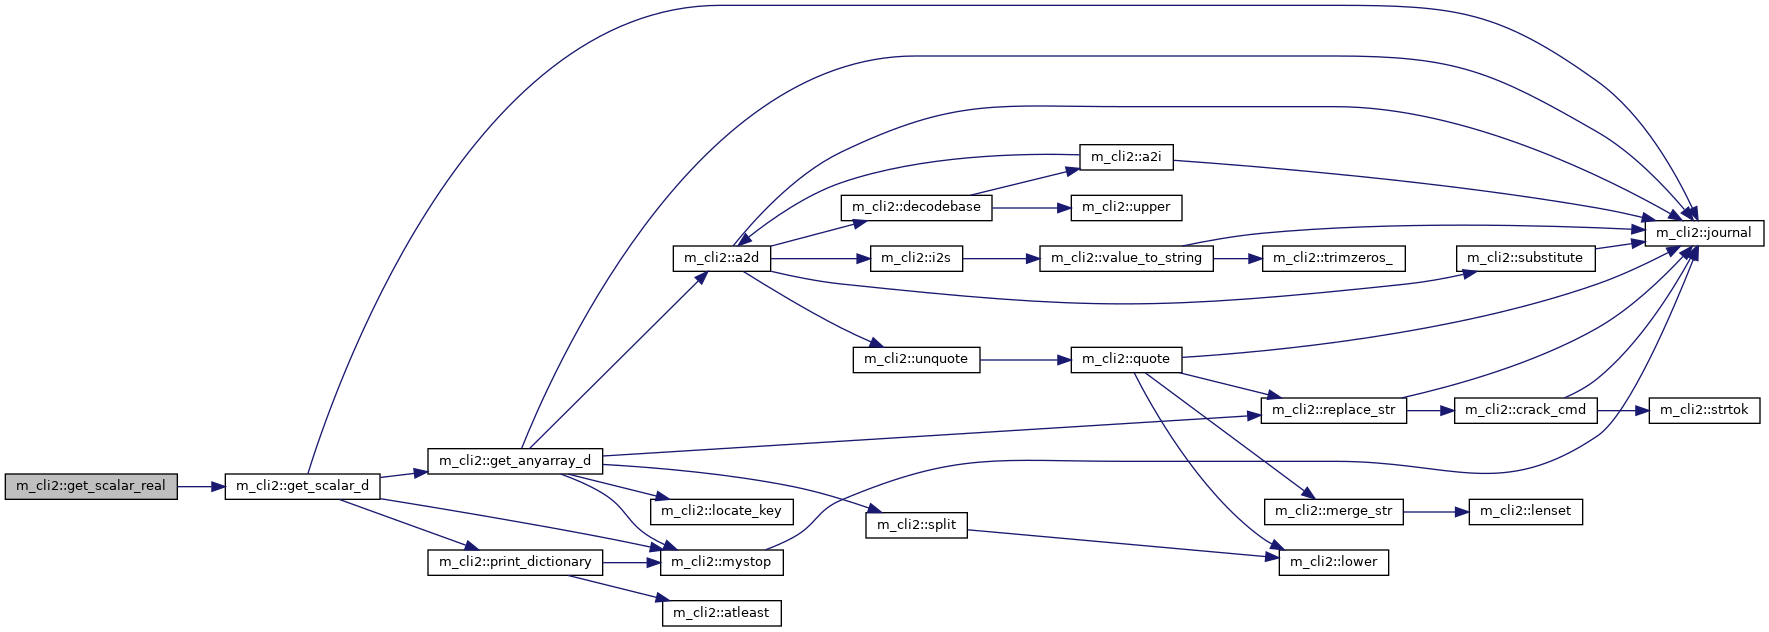 m_cli2::get_scalar_real
m_cli2::get_scalar_d
m_cli2::get_anyarray_d
m_cli2::print_dictionary
m_cli2::a2d
m_cli2::locate_key
m_cli2::mystop
m_cli2::atleast
m_cli2::decodebase
m_cli2::i2s
m_cli2::unquote
m_cli2::split
m_cli2::a2i
m_cli2::upper
m_cli2::value_to_string
m_cli2::quote
m_cli2::trimzeros_
m_cli2::replace_str
m_cli2::merge_str
m_cli2::lower
m_cli2::substitute
m_cli2::crack_cmd
m_cli2::lenset
m_cli2::journal
m_cli2::strtok